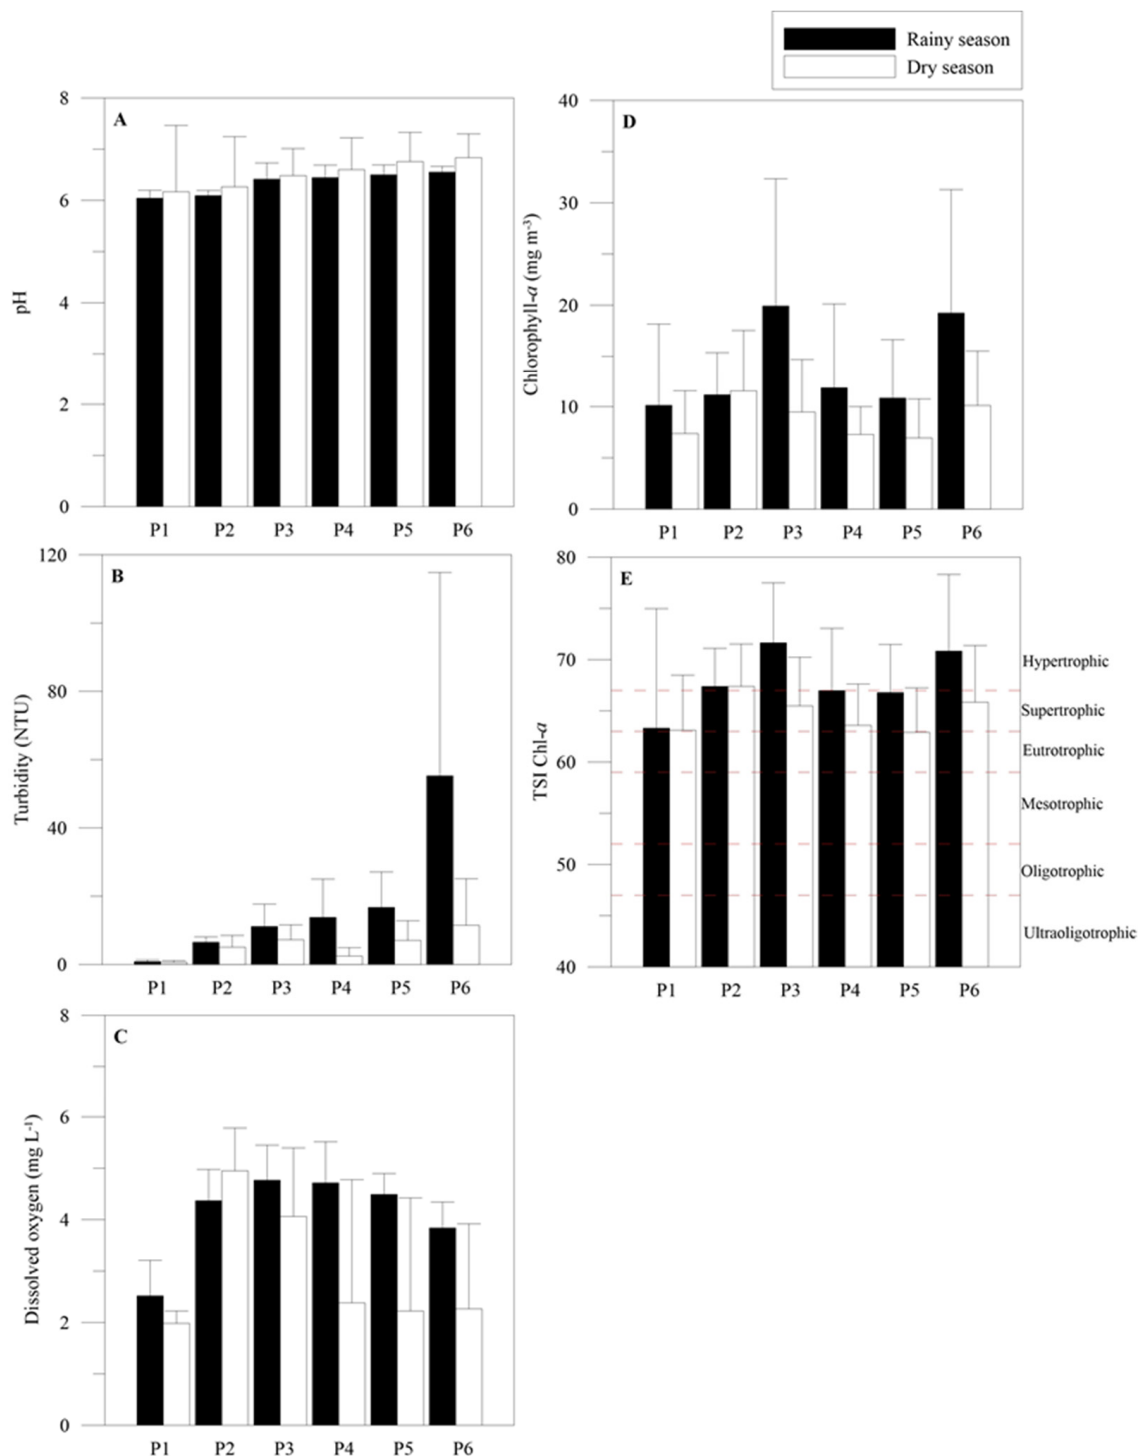 Rainy season
Dry season
A
8
6
4
2
0
pH
P1 P2 P3 P4 P5 P6
D
40
30
20
10
0
Chlorophyll-a (mg m⁻³)
P1 P2 P3 P4 P5 P6
B
120
80
40
0
Turbidity (NTU)
P1 P2 P3 P4 P5 P6
E
80
70
60
50
40
TSI Chl-a
Hypertrophic
Supertrophic
Eutrotrophic
Mesotrophic
Oligotrophic
Ultraoligotrophic
P1 P2 P3 P4 P5 P6
C
8
6
4
2
0
Dissolved oxygen (mg L⁻¹)
P1 P2 P3 P4 P5 P6